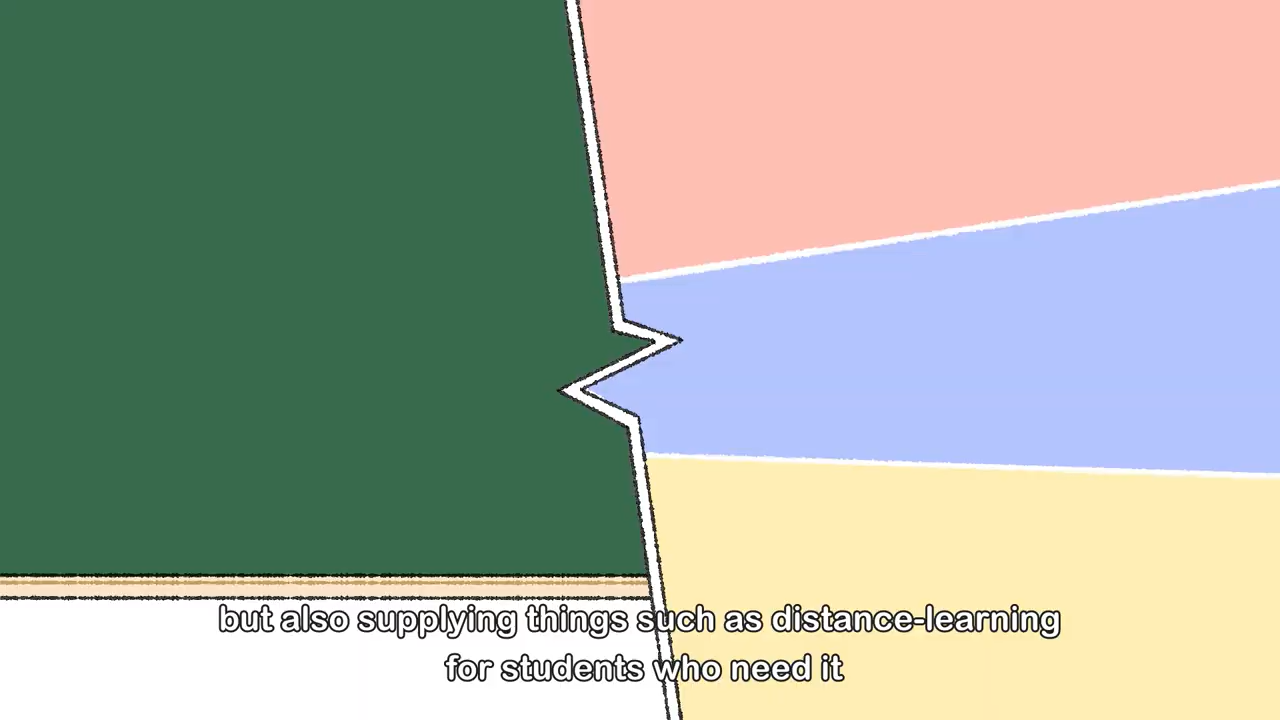 but also supplying things such as distance-learning
for students who need it